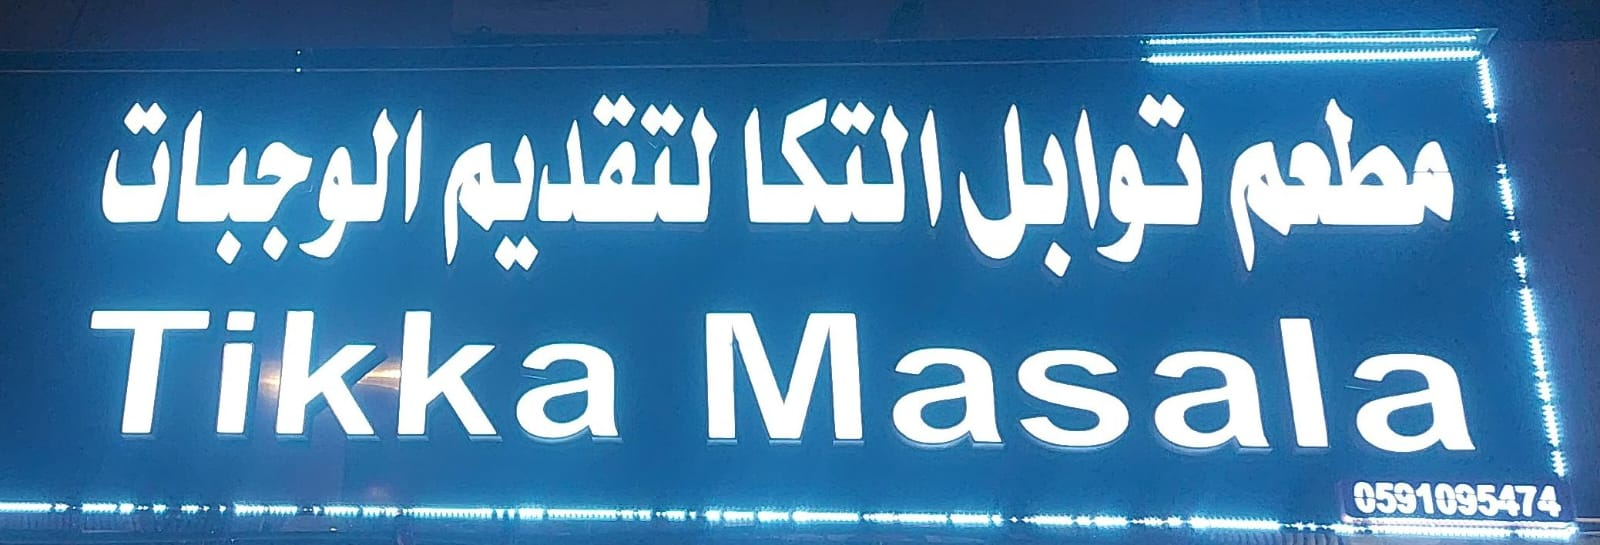 مطعم توابل التكا لتقديم الوجبات
Tikka Masala
0591095474